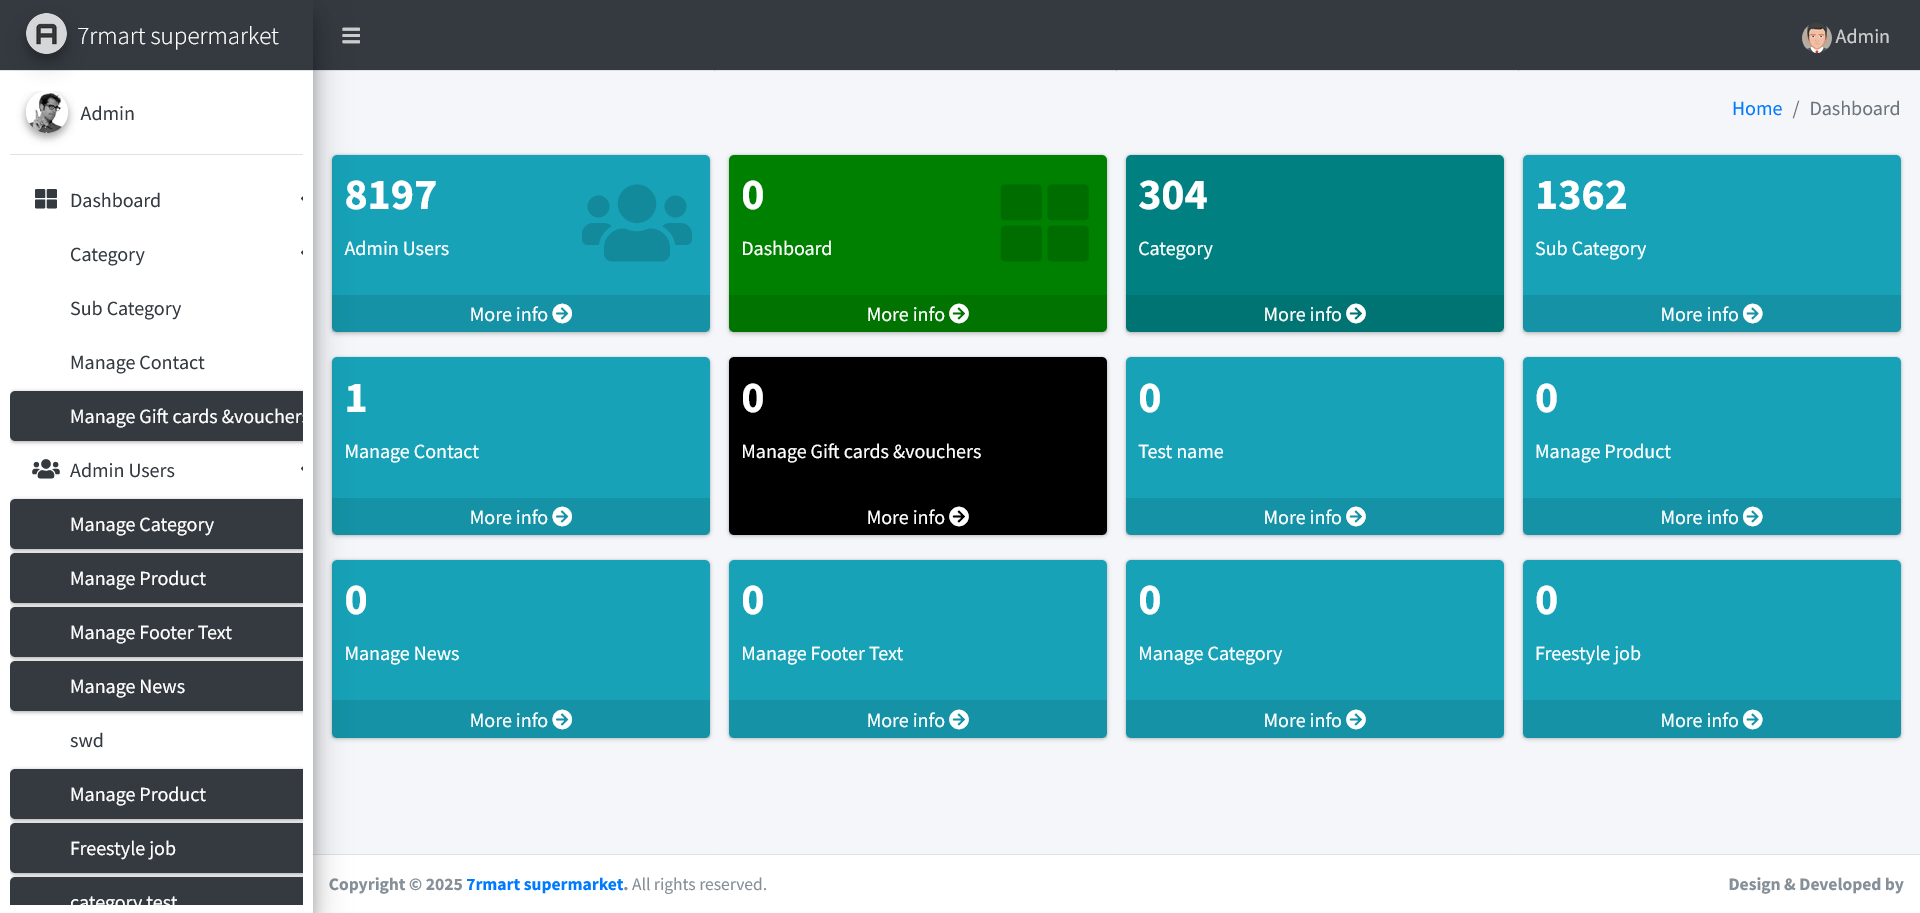 7rmart supermarket
Admin
Admin
Home / Dashboard
Dashboard
Category
Sub Category
Manage Contact
Manage Gift cards &vouchers
Admin Users
Manage Category
Manage Product
Manage Footer Text
Manage News
swd
Manage Product
Freestyle job
category test
8197
Admin Users
More info
0
Dashboard
More info
304
Category
More info
1362
Sub Category
More info
1
Manage Contact
More info
0
Manage Gift cards &vouchers
More info
0
Test name
More info
0
Manage Product
More info
0
Manage News
More info
0
Manage Footer Text
More info
0
Manage Category
More info
0
Freestyle job
More info
Copyright © 2025 7rmart supermarket. All rights reserved.
Design & Developed by